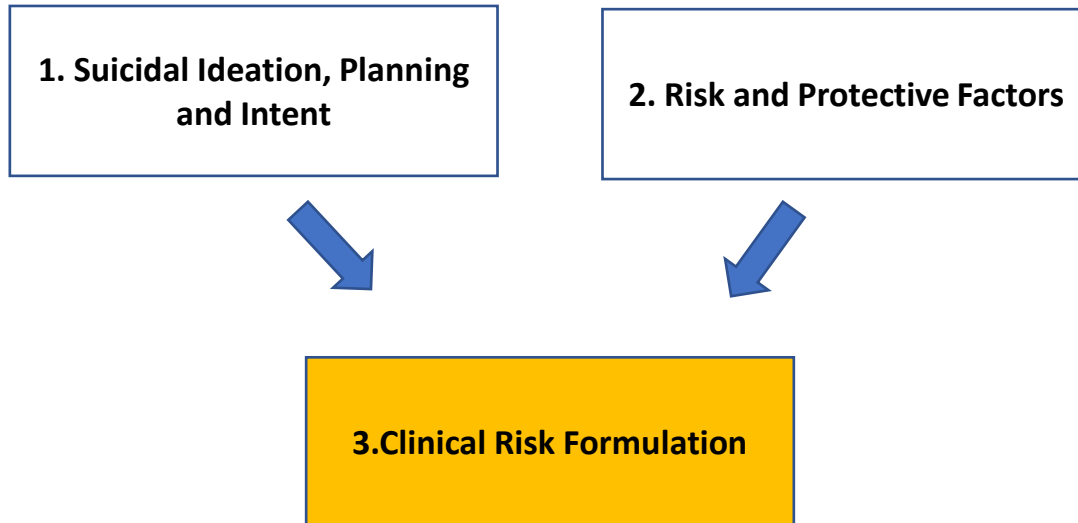 1. Suicidal Ideation, Planning
and Intent
2. Risk and Protective Factors
3.Clinical Risk Formulation